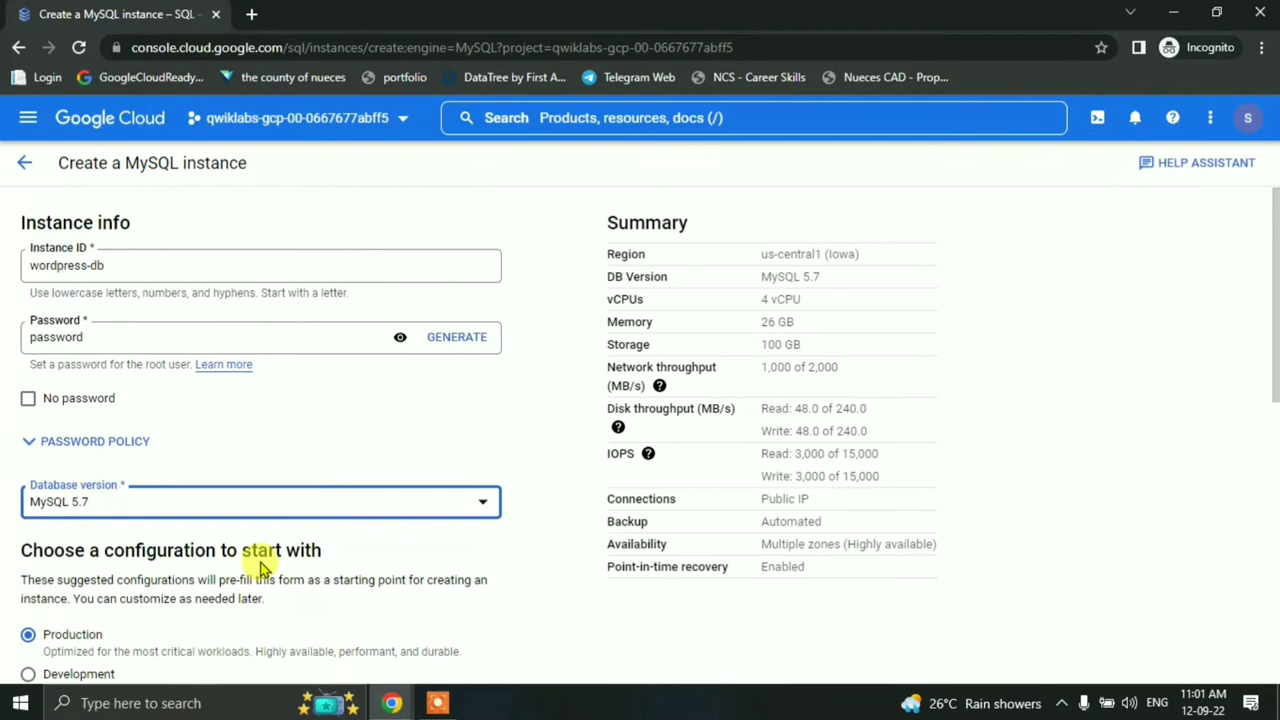 Create a MySQL instance – SQL -
console.cloud.google.com/sql/instances/create;engine=MySQL?project=qwiklabs-gcp-00-0667677abff5
Incognito
Login
GoogleCloudReady...
the county of nueces
portfolio
DataTree by First A...
Telegram Web
NCS - Career Skills
Nueces CAD - Prop...
Google Cloud
qwiklabs-gcp-00-0667677abff5
Search Products, resources, docs (/)
S
Create a MySQL instance
HELP ASSISTANT
Instance info
Instance ID *
wordpress-db
Use lowercase letters, numbers, and hyphens. Start with a letter.
Password *
password
GENERATE
Set a password for the root user. Learn more
No password
PASSWORD POLICY
Database version *
MySQL 5.7
Choose a configuration to start with
These suggested configurations will pre-fill this form as a starting point for creating an
instance. You can customize as needed later.
Production
Optimized for the most critical workloads. Highly available, performant, and durable.
Development
Summary
Region us-central1 (Iowa)
DB Version MySQL 5.7
vCPUs 4 vCPU
Memory 26 GB
Storage 100 GB
Network throughput 1,000 of 2,000
(MB/s)
Disk throughput (MB/s) Read: 48.0 of 240.0
Write: 48.0 of 240.0
IOPS Read: 3,000 of 15,000
Write: 3,000 of 15,000
Connections Public IP
Backup Automated
Availability Multiple zones (Highly available)
Point-in-time recovery Enabled
Type here to search
26°C Rain showers
ENG
11:01 AM
12-09-22